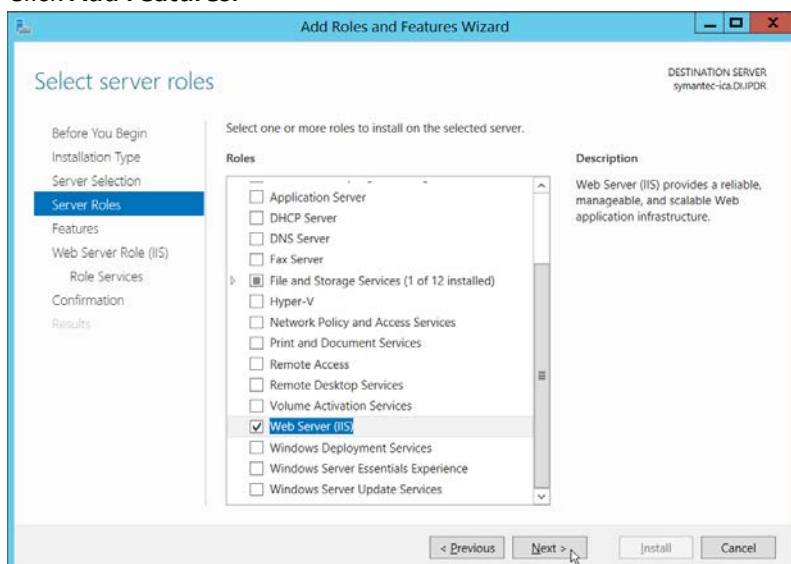 Click Add Features.
Add Roles and Features Wizard
Select server roles
DESTINATION SERVER
symantec-ica.DI.IPDR
Before You Begin
Installation Type
Server Selection
Server Roles
Features
Web Server Role (IIS)
Role Services
Confirmation
Results
Select one or more roles to install on the selected server.
Roles
Application Server
DHCP Server
DNS Server
Fax Server
File and Storage Services (1 of 12 installed)
Hyper-V
Network Policy and Access Services
Print and Document Services
Remote Access
Remote Desktop Services
Volume Activation Services
Web Server (IIS)
Windows Deployment Services
Windows Server Essentials Experience
Windows Server Update Services
Description
Web Server (IIS) provides a reliable,
manageable, and scalable Web
application infrastructure.
< Previous
Next >
Install
Cancel